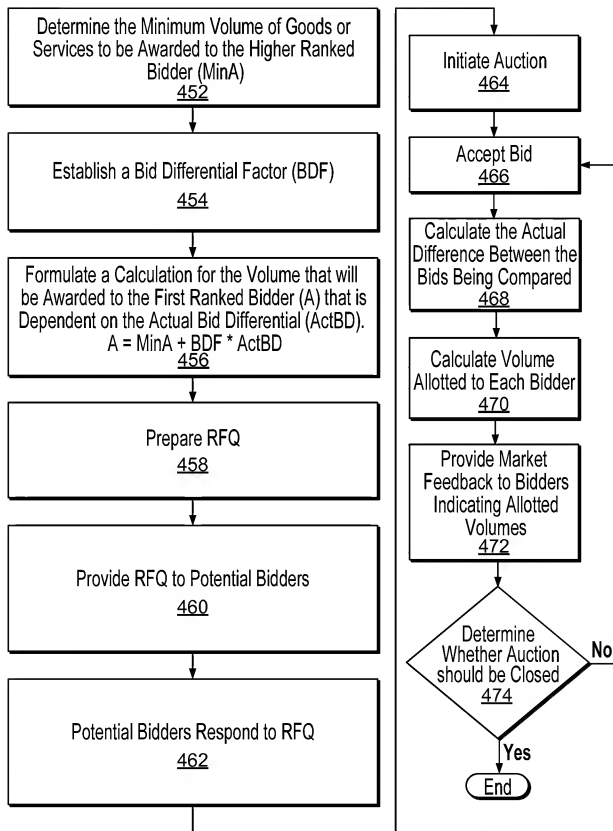 Determine the Minimum Volume of Goods or
Services to be Awarded to the Higher Ranked
Bidder (MinA)
452
Establish a Bid Differential Factor (BDF)
454
Formulate a Calculation for the Volume that will
be Awarded to the First Ranked Bidder (A) that is
Dependent on the Actual Bid Differential (ActBD).
A = MinA + BDF * ActBD
456
Prepare RFQ
458
Provide RFQ to Potential Bidders
460
Potential Bidders Respond to RFQ
462
Initiate Auction
464
Accept Bid
466
Calculate the Actual
Difference Between the
Bids Being Compared
468
Calculate Volume
Allotted to Each Bidder
470
Provide Market
Feedback to Bidders
Indicating Allotted
Volumes
472
Determine
Whether Auction
should be Closed
474
No
Yes
End